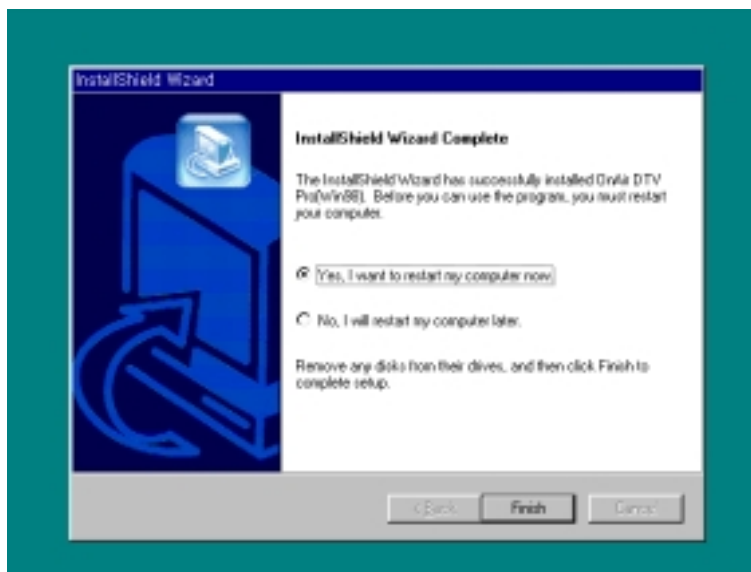 InstallShield Wizard
InstallShield Wizard Complete
The InstallShield Wizard has successfully installed OnAir DTV
Pro(Win98). Before you can use the program, you must restart
your computer.
Yes, I want to restart my computer now.
No, I will restart my computer later.
Remove any disks from their drives, and then click Finish to
complete setup.
< Back
Finish
Cancel